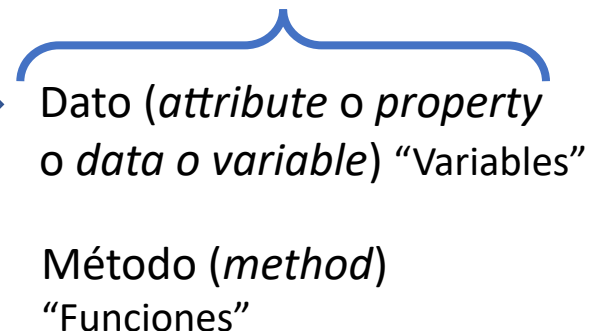 Dato (attribute o property
o data o variable) “Variables”
Método (method)
“Funciones”